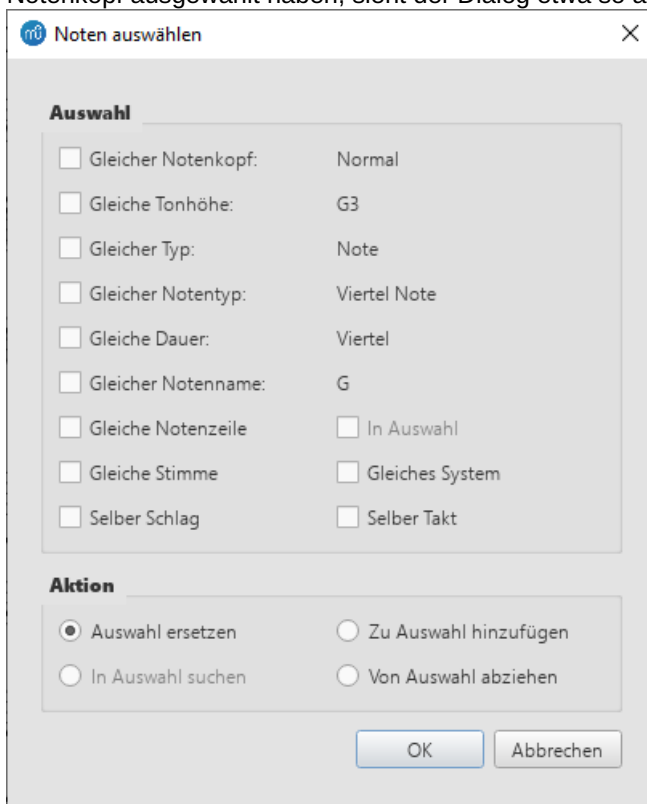 Notenkopf ausgewählt haben, sieht der Dialog etwa so a
Noten auswählen
Auswahl
Gleicher Notenkopf: Normal
Gleiche Tonhöhe: G3
Gleicher Typ: Note
Gleicher Notentyp: Viertel Note
Gleiche Dauer: Viertel
Gleicher Notenname: G
Gleiche Notenzeile In Auswahl
Gleiche Stimme Gleiches System
Selber Schlag Selber Takt
Aktion
Auswahl ersetzen Zu Auswahl hinzufügen
In Auswahl suchen Von Auswahl abziehen
OK Abbrechen